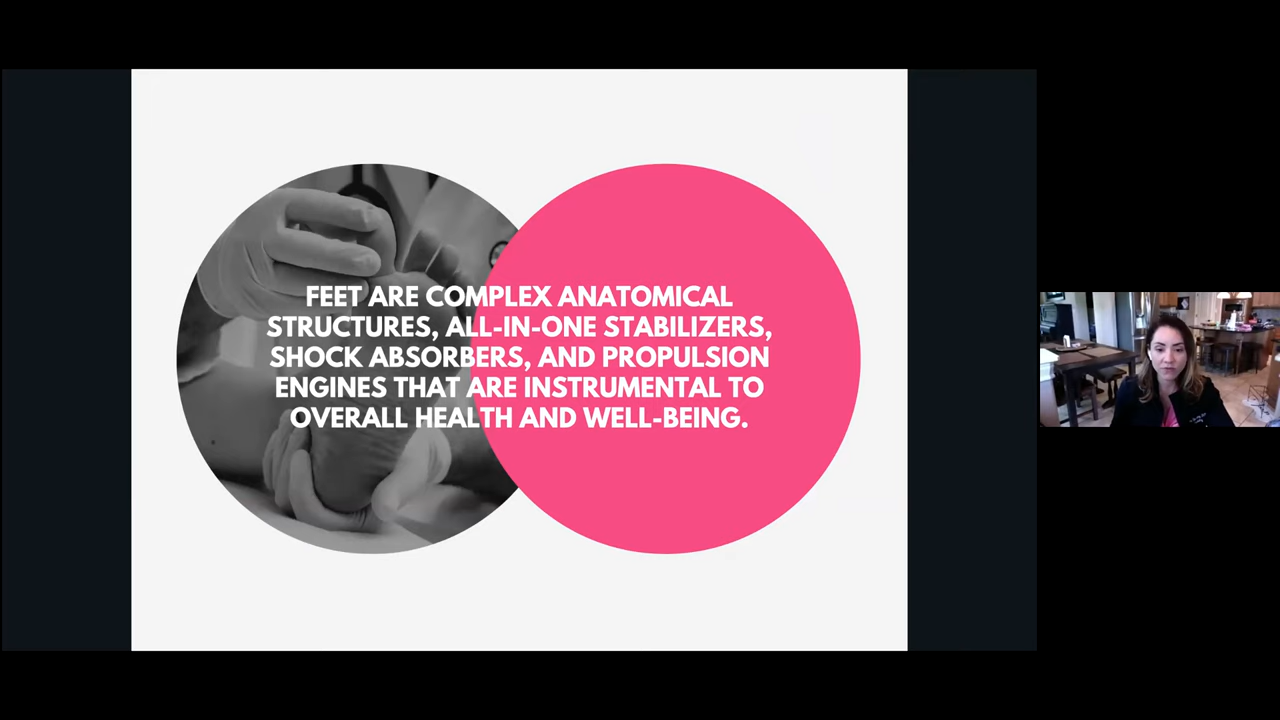 FEET ARE COMPLEX ANATOMICAL
STRUCTURES, ALL-IN-ONE STABILIZERS,
SHOCK ABSORBERS, AND PROPULSION
ENGINES THAT ARE INSTRUMENTAL TO
OVERALL HEALTH AND WELL-BEING.